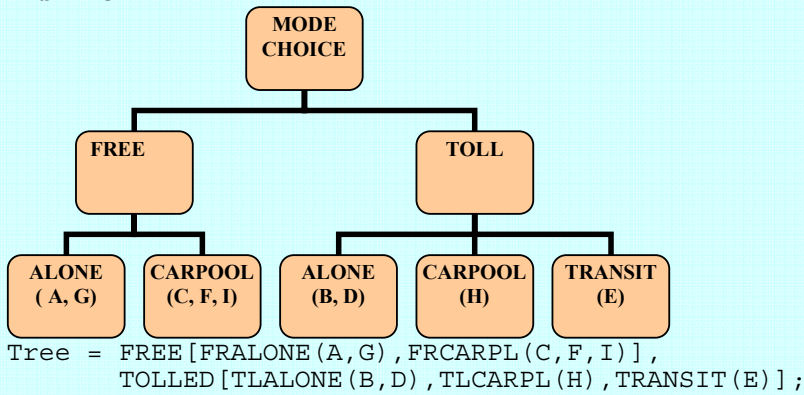 MODE
CHOICE
FREE
TOLL
ALONE
( A, G)
CARPOOL
(C, F, I)
ALONE
(B, D)
CARPOOL
(H)
TRANSIT
(E)
Tree = FREE[FRALONE(A,G),FRCARPL(C,F,I)],
TOLLED[TLALONE(B,D),TLCARPL(H),TRANSIT(E)];